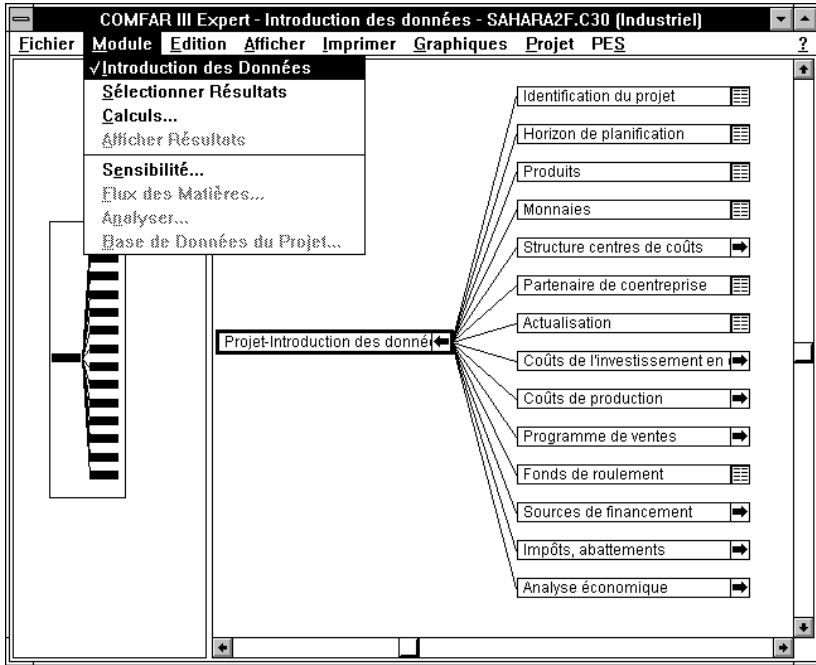 COMFAR III Expert - Introduction des données - SAHARA2F.C30 (Industriel)
Fichier Module Edition Afficher Imprimer Graphiques Projet PES ?
√Introduction des Données
Sélectionner Résultats
Calculs...
Afficher Résultats
Sensibilité...
Flux des Matières...
Analyser...
Base de Données du Projet...
Identification du projet
Horizon de planification
Produits
Monnaies
Structure centres de coûts
Partenaire de coentreprise
Actualisation
Projet-Introduction des donné
Coûts de l'investissement en
Coûts de production
Programme de ventes
Fonds de roulement
Sources de financement
Impôts, abattements
Analyse économique